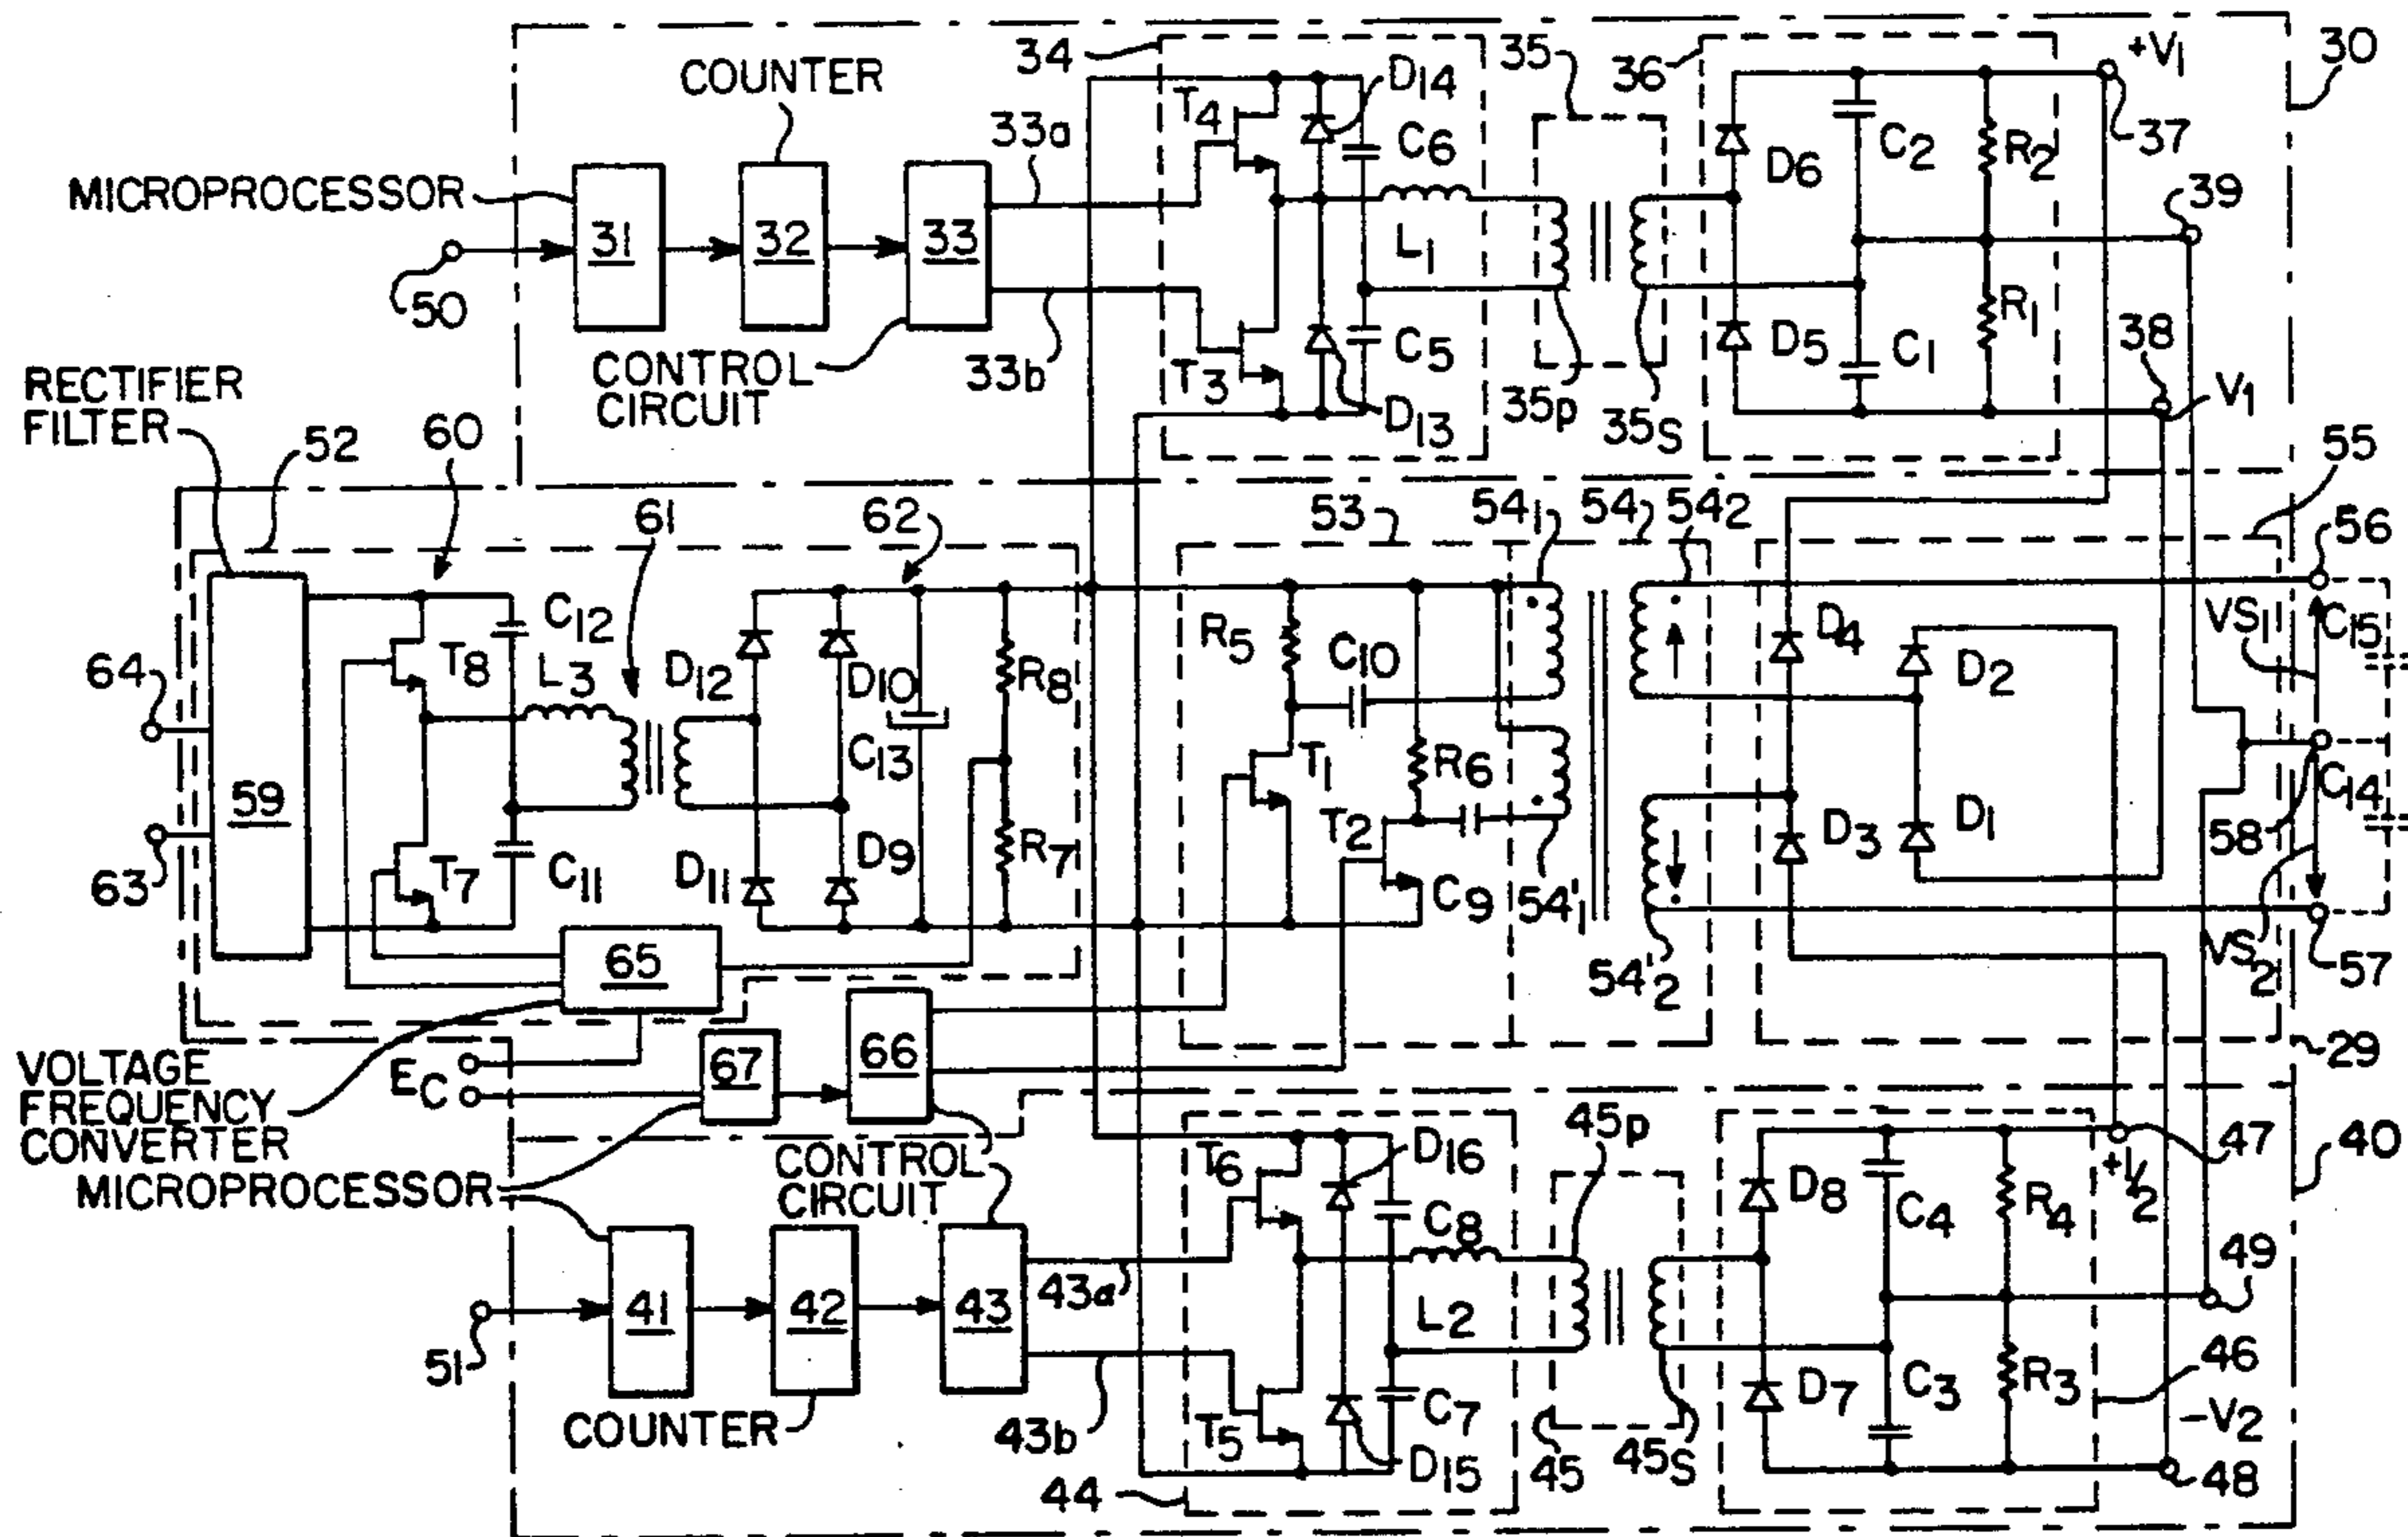 34
35
36
+V1
30
COUNTER
D14
T4
33a
C6
D6
C2
R2
37
39
MICROPROCESSOR
31
32
33
L1
50
R1
38
D5
C1
C5
T3
RECTIFIER
FILTER
CONTROL
CIRCUIT
33b
D13
35p
35s
V1
60
52
55
61
62
53
54₁
54
54₂
56
C12
R5
D4
VS1
C15
64
T8
L3
D12
D10
R8
C10
D2
C13
T1
R6
59
T2
C14
63
T7
C11
D11
D9
R7
D3
D1
58
C9
54'₁
65
54'₂
VS2
57
67
66
29
VOLTAGE
FREQUENCY
CONVERTER
EC
MICROPROCESSOR
CONTROL
CIRCUIT
T6
D16
45p
47
40
+V2
D8
C4
R4
C8
49
41
42
43
43a
L2
51
46
D7
C3
R3
COUNTER
43b
T5
C7
-V2
D15
45
45s
44
48